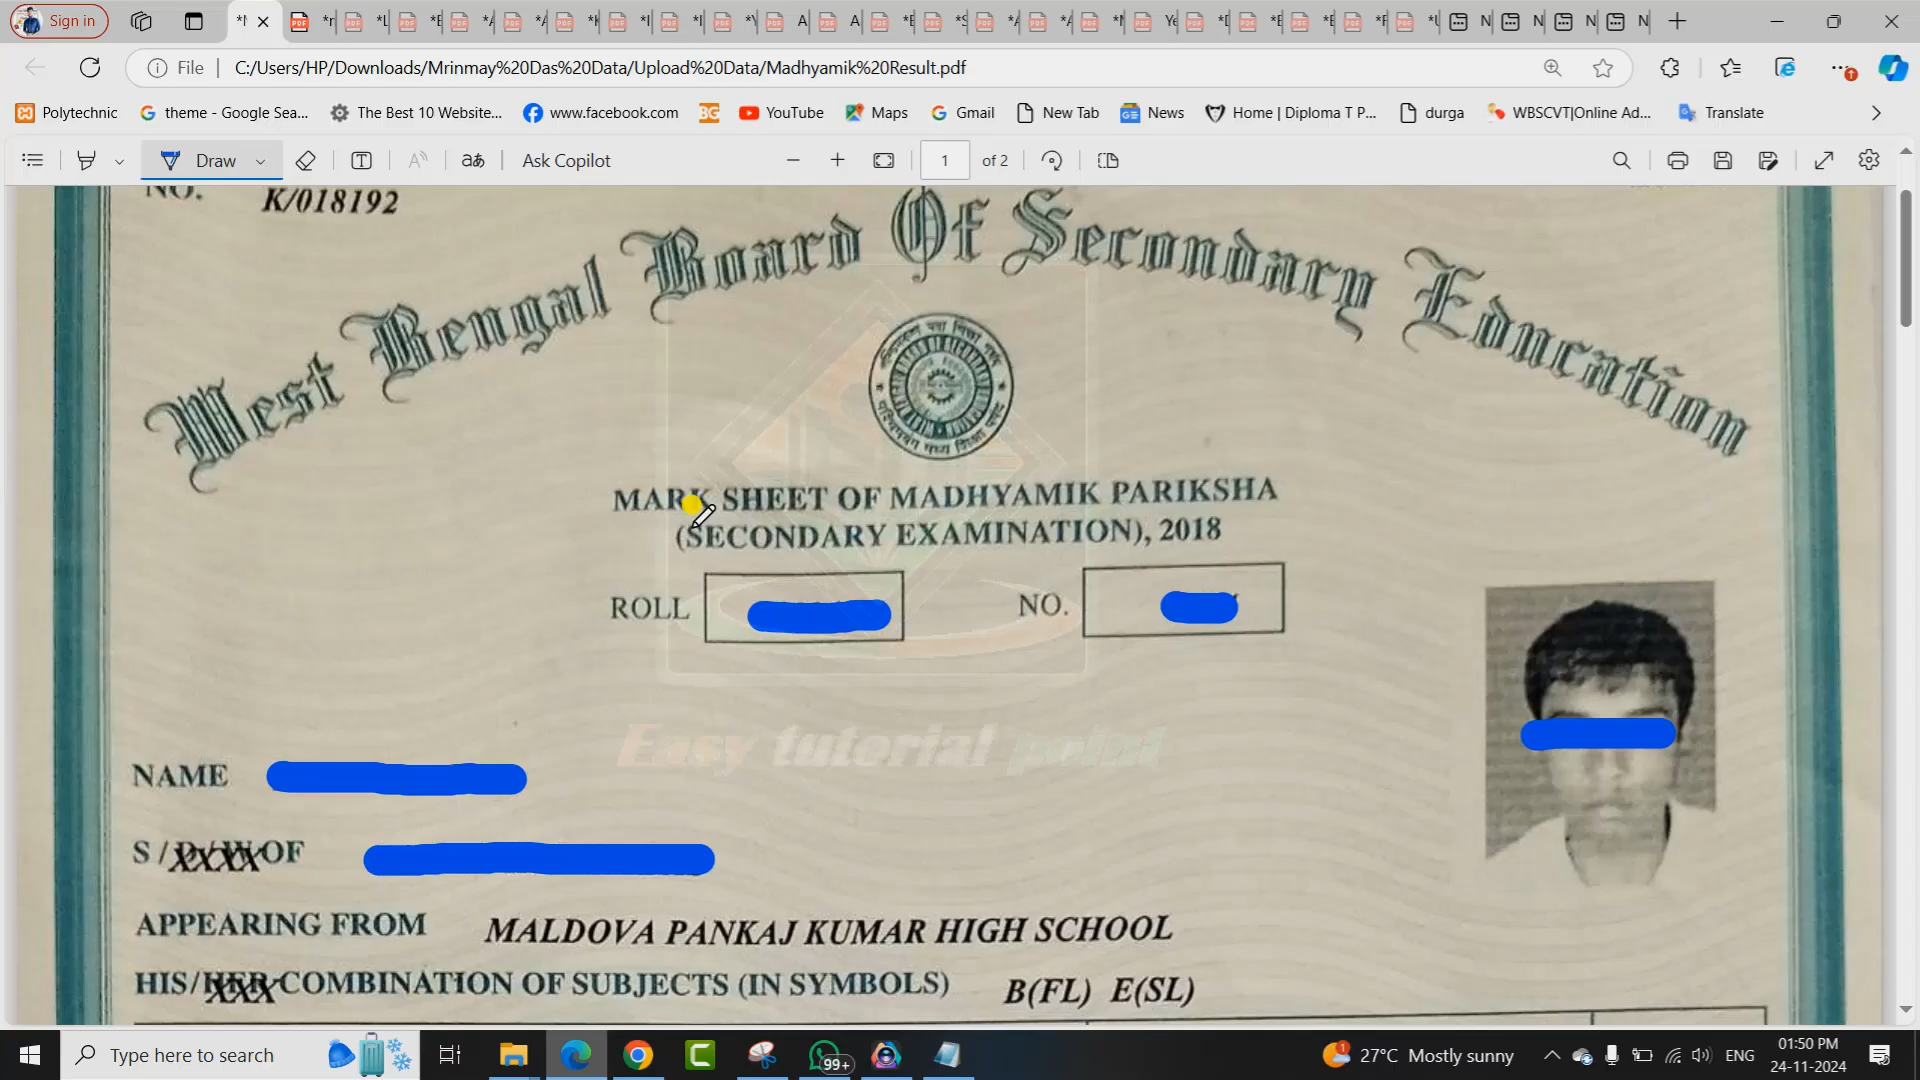 Sign in
File C:/Users/HP/Downloads/Mrinmay%20Das%20Data/Upload%20Data/Madhyamik%20Result.pdf
Polytechnic theme - Google Sea... The Best 10 Website... www.facebook.com BG YouTube Maps Gmail New Tab News Home | Diploma T P... durga WBSCVT|Online Ad... Translate
Draw aあ Ask Copilot 1 of 2
NO. K/018192
West Bengal Board Of Secondary Education
MARK SHEET OF MADHYAMIK PARIKSHA
(SECONDARY EXAMINATION), 2018
ROLL NO.
Easy tutorial point
NAME
S / D / W OF
APPEARING FROM MALDOVA PANKAJ KUMAR HIGH SCHOOL
HIS/HER COMBINATION OF SUBJECTS (IN SYMBOLS) B(FL) E(SL)
Type here to search 99+ 27°C Mostly sunny ENG 01:50 PM
24-11-2024